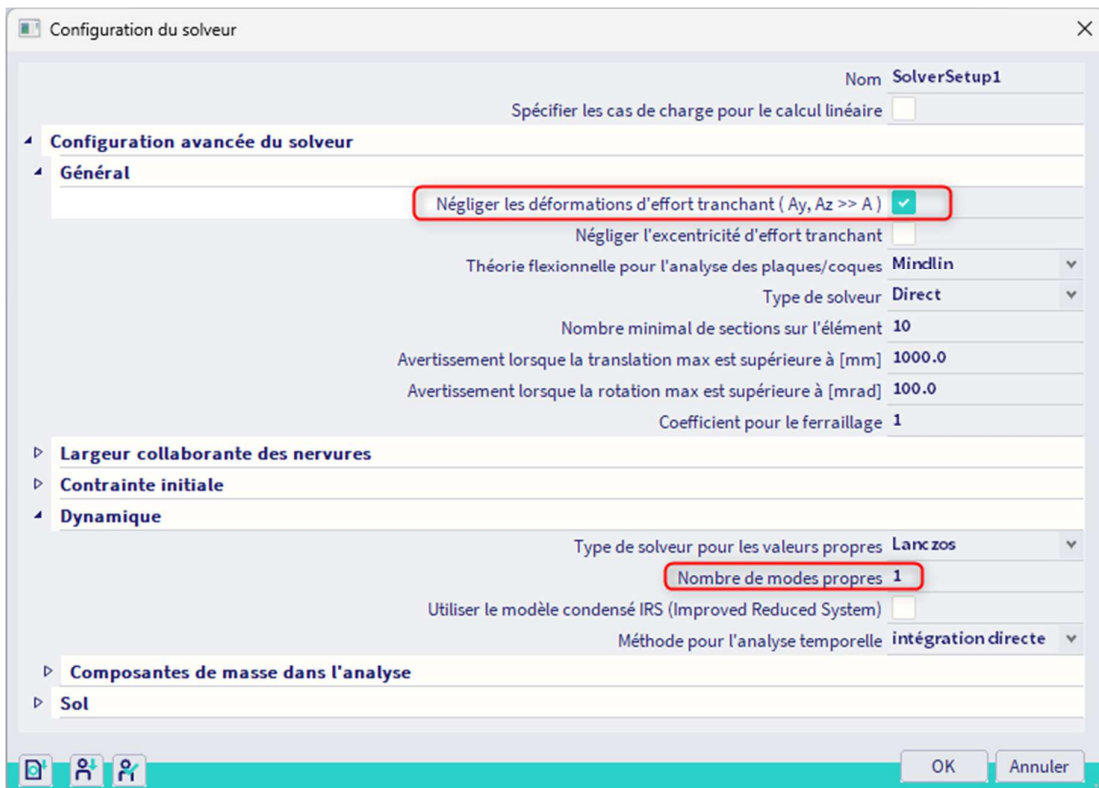 Configuration du solveur
Nom SolverSetup1
Spécifier les cas de charge pour le calcul linéaire
Configuration avancée du solveur
Général
Négliger les déformations d'effort tranchant ( Ay, Az >> A )
Négliger l'excentricité d'effort tranchant
Théorie flexionnelle pour l'analyse des plaques/coques Mindlin
Type de solveur Direct
Nombre minimal de sections sur l'élément 10
Avertissement lorsque la translation max est supérieure à [mm] 1000.0
Avertissement lorsque la rotation max est supérieure à [mrad] 100.0
Coefficient pour le ferraillage 1
Largeur collaborante des nervures
Contrainte initiale
Dynamique
Type de solveur pour les valeurs propres Lanczos
Nombre de modes propres 1
Utiliser le modèle condensé IRS (Improved Reduced System)
Méthode pour l'analyse temporelle intégration directe
Composantes de masse dans l'analyse
Sol
OK Annuler